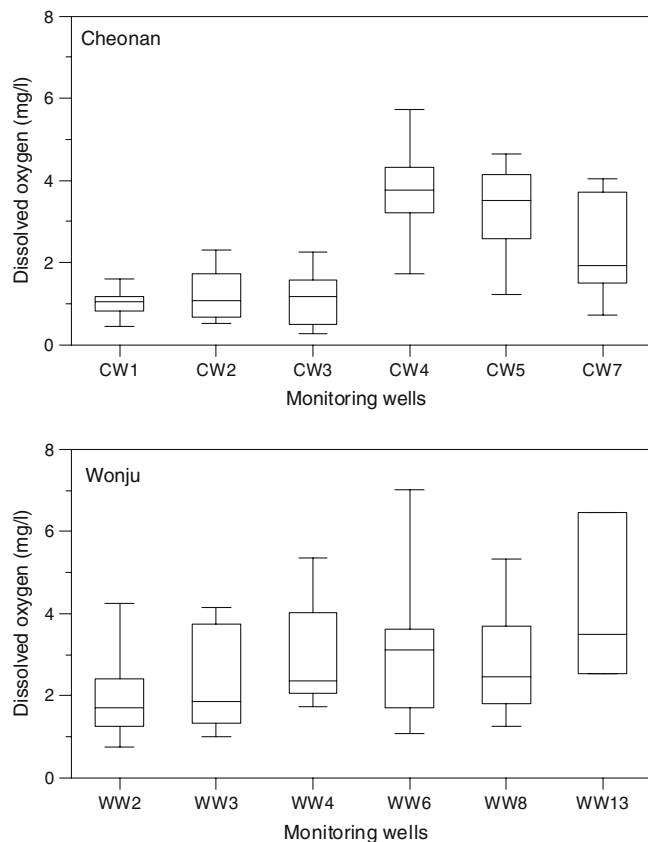 Cheonan
Dissolved oxygen (mg/l)
8
6
4
2
0
CW1 CW2 CW3 CW4 CW5 CW7
Monitoring wells
Wonju
Dissolved oxygen (mg/l)
8
6
4
2
0
WW2 WW3 WW4 WW6 WW8 WW13
Monitoring wells